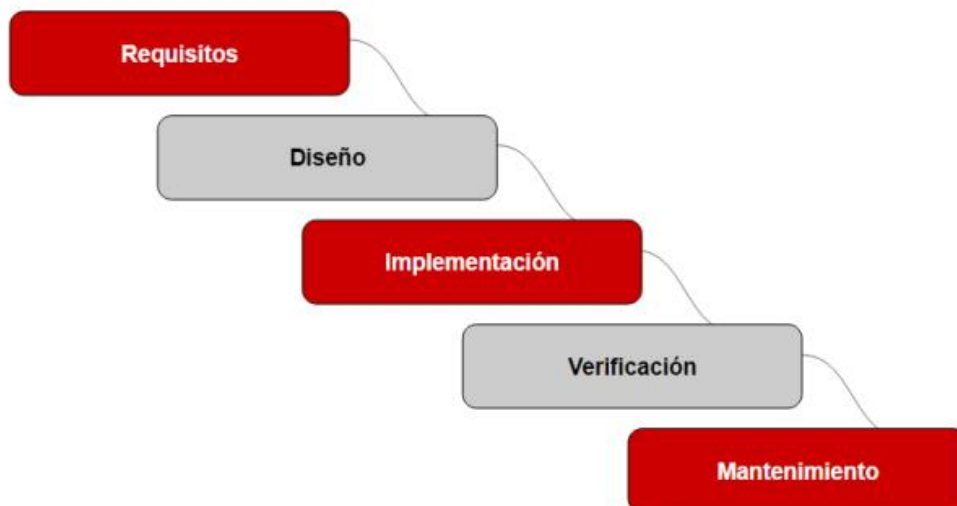 Requisitos
Diseño
Implementación
Verificación
Mantenimiento